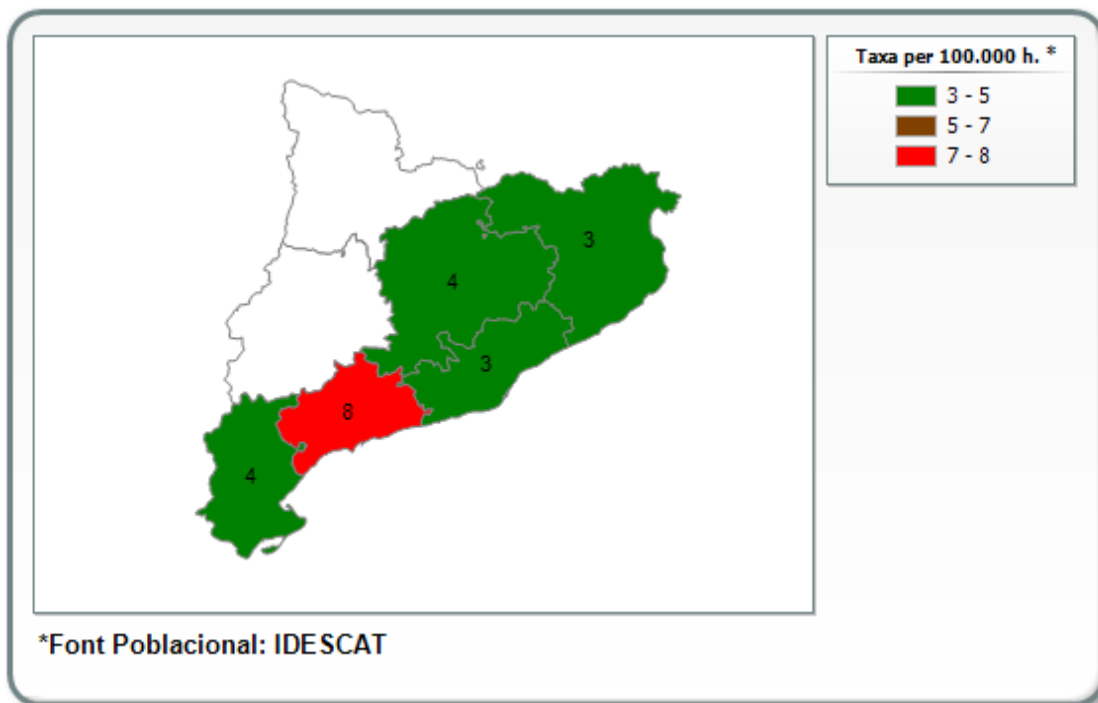 Taxa per 100.000 h. *
3 - 5
5 - 7
7 - 8
3
4
3
8
4
*Font Poblacional: IDESCAT